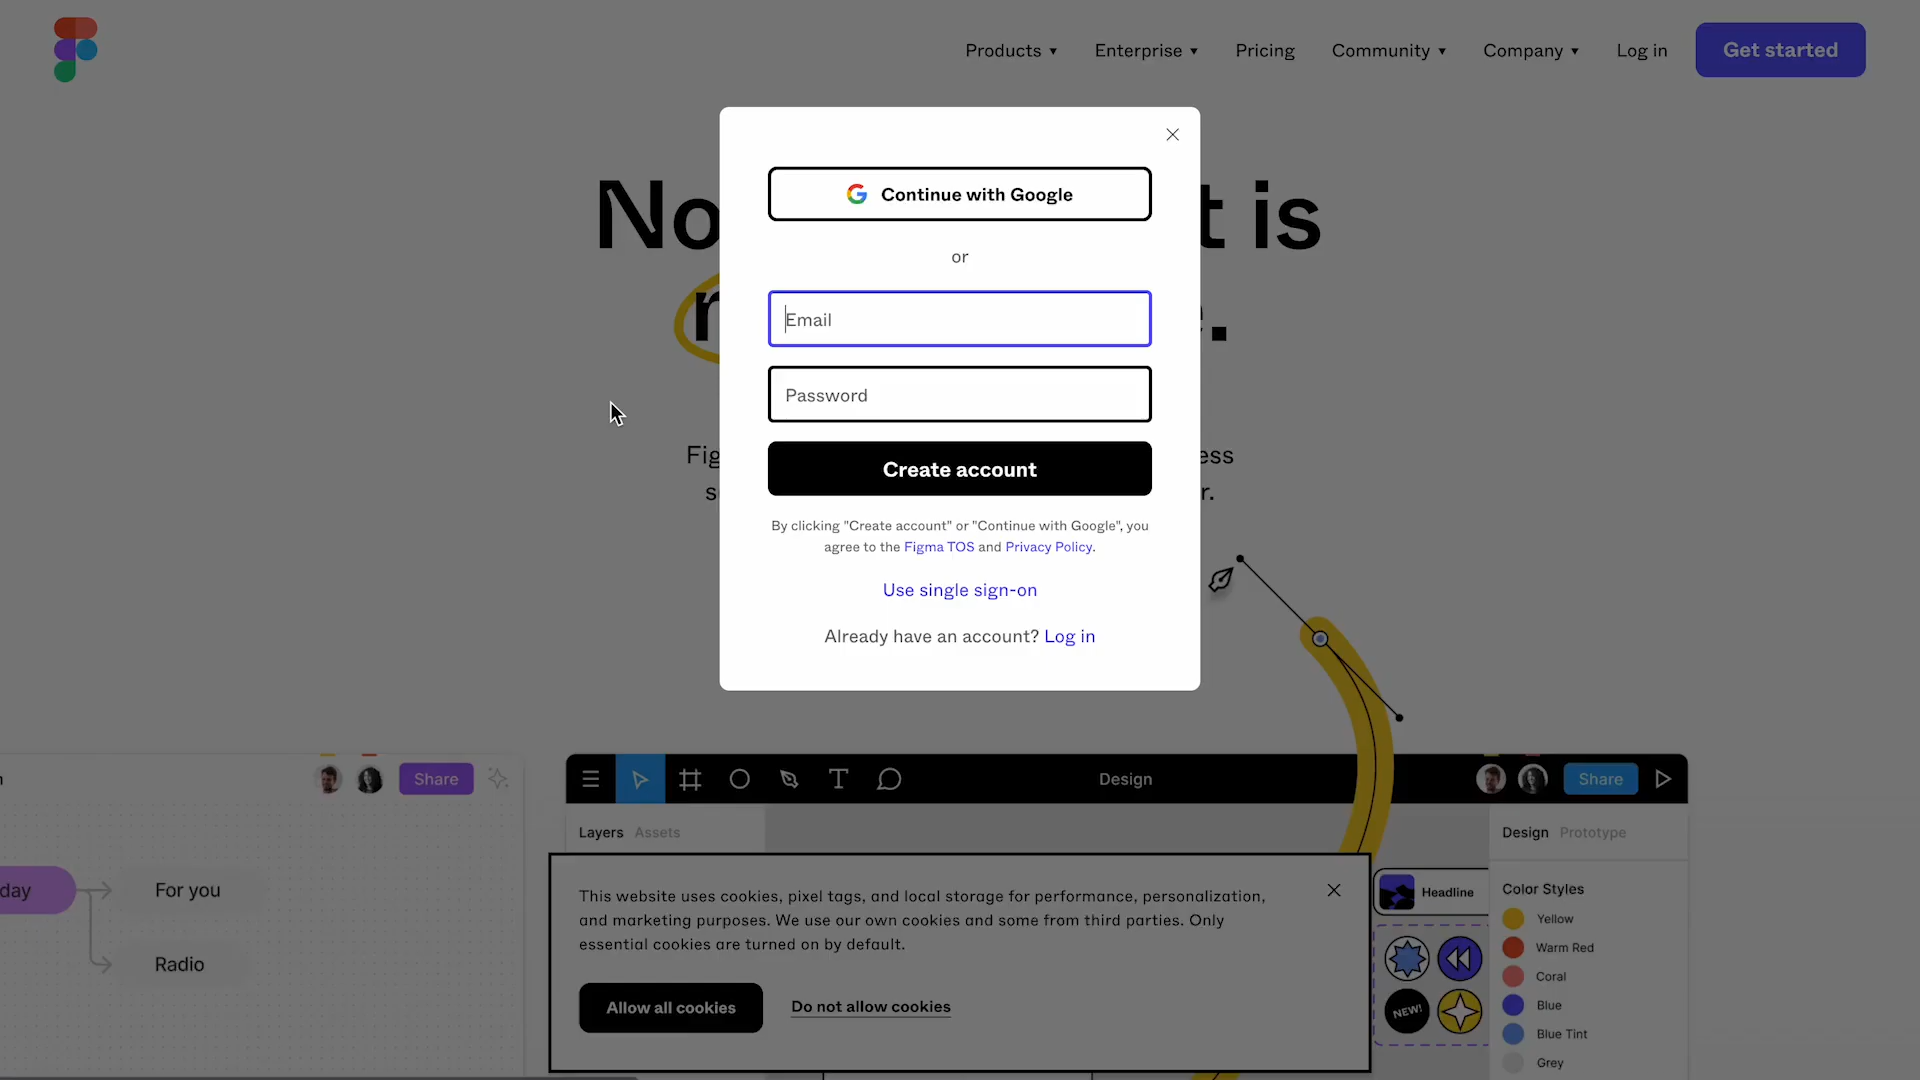 Products ▼ Enterprise ▼ Pricing Community ▼ Company ▼ Log in Get started
Continue with Google
or
Email
Password
Create account
By clicking "Create account" or "Continue with Google", you
agree to the Figma TOS and Privacy Policy.
Use single sign-on
Already have an account? Log in
No t is
r .
Fig ess
s r.
Share
day
For you
Radio
Design
Share
Layers Assets
Design Prototype
This website uses cookies, pixel tags, and local storage for performance, personalization,
and marketing purposes. We use our own cookies and some from third parties. Only
essential cookies are turned on by default.
Allow all cookies Do not allow cookies
Headline
NEW!
Color Styles
Yellow
Warm Red
Coral
Blue
Blue Tint
Grey